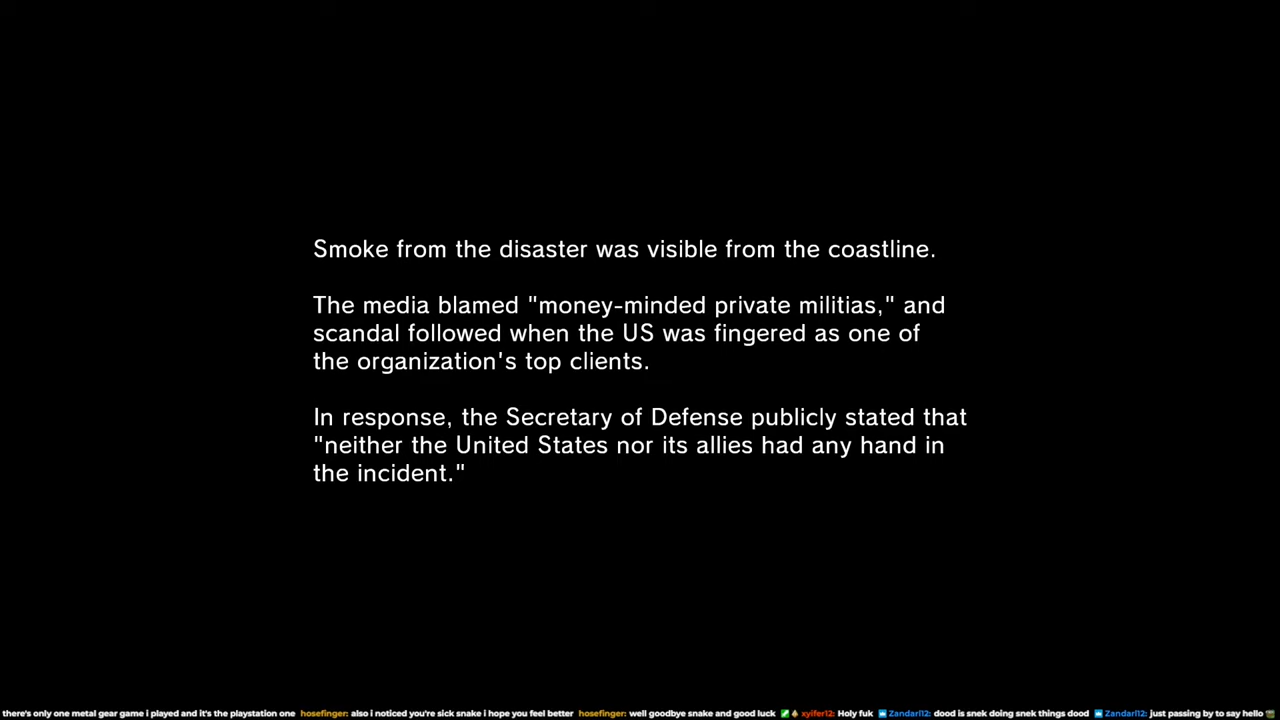 Smoke from the disaster was visible from the coastline.
The media blamed "money-minded private militias," and
scandal followed when the US was fingered as one of
the organization's top clients.
In response, the Secretary of Defense publicly stated that
"neither the United States nor its allies had any hand in
the incident."
there's only one metal gear game i played and it's the playstation one hosefinger: also i noticed you're sick snake i hope you feel better hosefinger: well goodbye snake and good luck xyifer12: Holy fuk Zandarl12: dood is snek doing snek things dood Zandarl12: just passing by to say hello